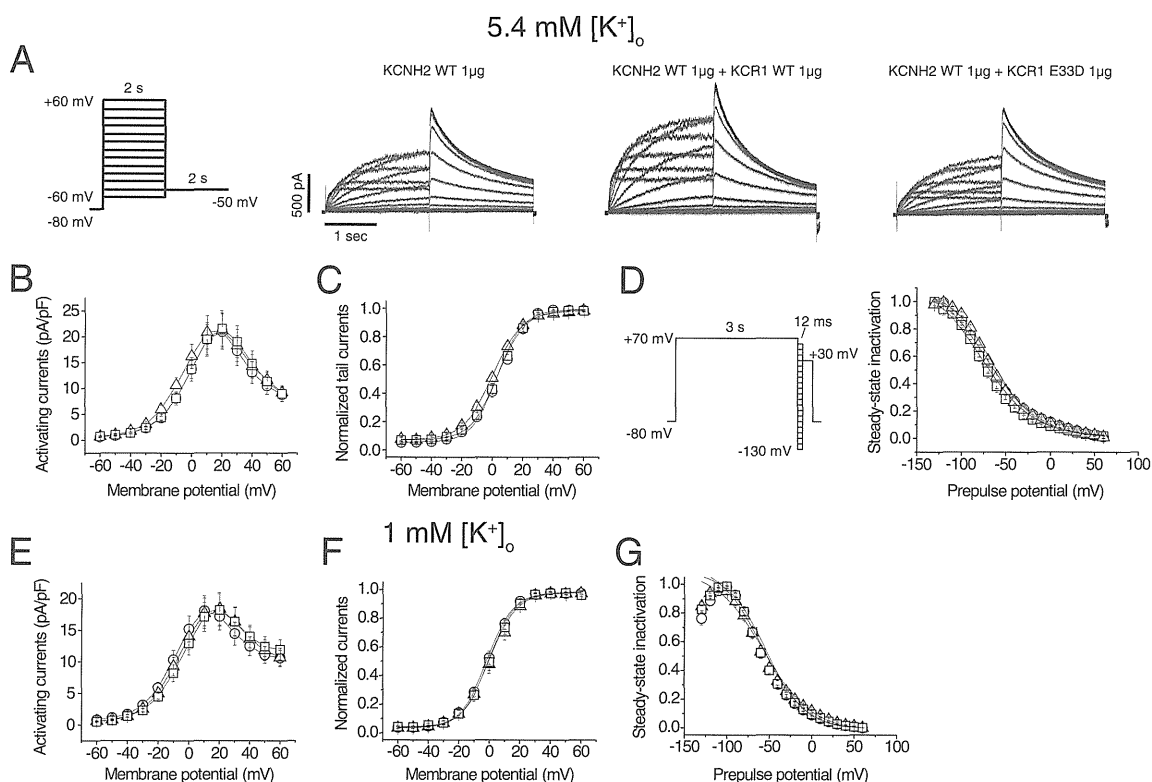 5.4 mM [K+]o
A
KCNH2 WT 1µg
KCNH2 WT 1µg + KCR1 WT 1µg
KCNH2 WT 1µg + KCR1 E33D 1µg
2 s
+60 mV
-60 mV
-80 mV
2 s
-50 mV
500 pA
1 sec
B
Activating currents (pA/pF)
25
20
15
10
5
0
-60 -40 -20 0 20 40 60
Membrane potential (mV)
C
Normalized tail currents
1.0
0.8
0.6
0.4
0.2
0.0
-60 -40 -20 0 20 40 60
Membrane potential (mV)
D
3 s
12 ms
+70 mV
+30 mV
-80 mV
-130 mV
Steady-state inactivation
1.0
0.8
0.6
0.4
0.2
0.0
-150 -100 -50 0 50 100
Prepulse potential (mV)
1 mM [K+]o
E
Activating currents (pA/pF)
20
15
10
5
0
-60 -40 -20 0 20 40 60
Membrane potential (mV)
F
Normalized currents
1.0
0.8
0.6
0.4
0.2
0.0
-60 -40 -20 0 20 40 60
Membrane potential (mV)
G
Steady-state inactivation
1.0
0.8
0.6
0.4
0.2
0.0
-150 -100 -50 0 50 100
Prepulse potential (mV)